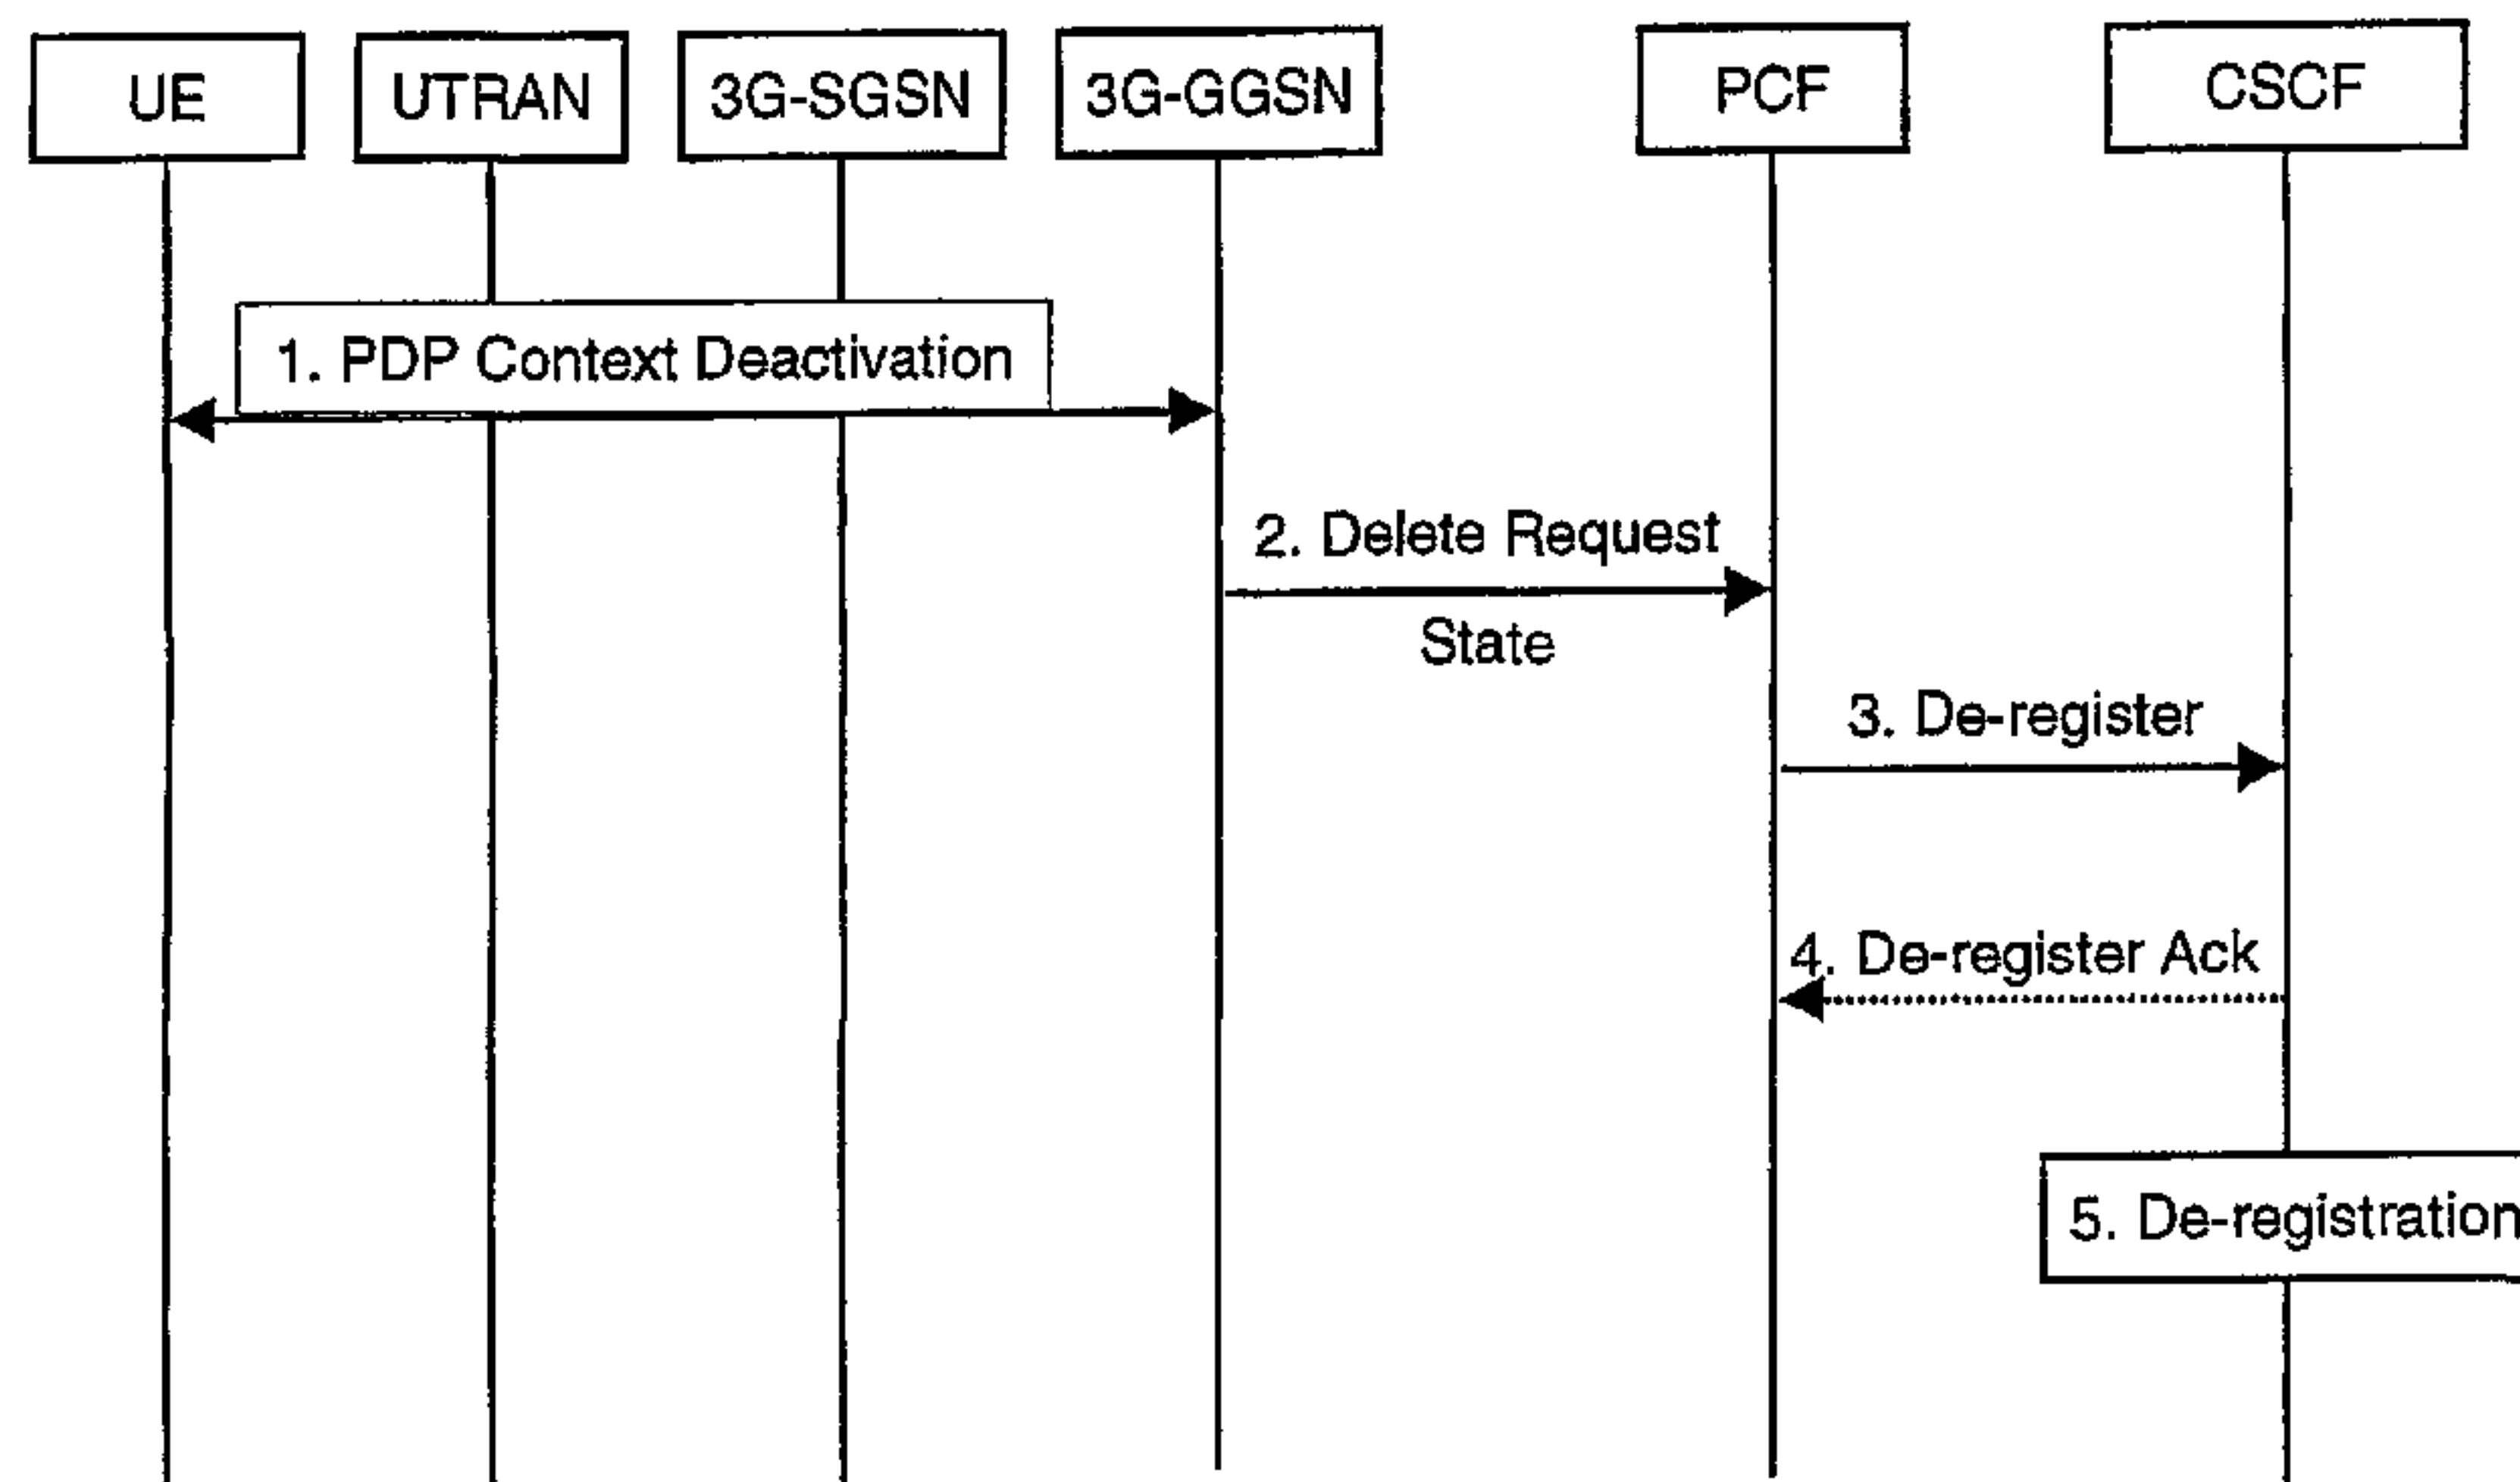 UE
UTRAN
3G-SGSN
3G-GGSN
PCF
CSCF
1. PDP Context Deactivation
2. Delete Request
State
3. De-register
4. De-register Ack
5. De-registration